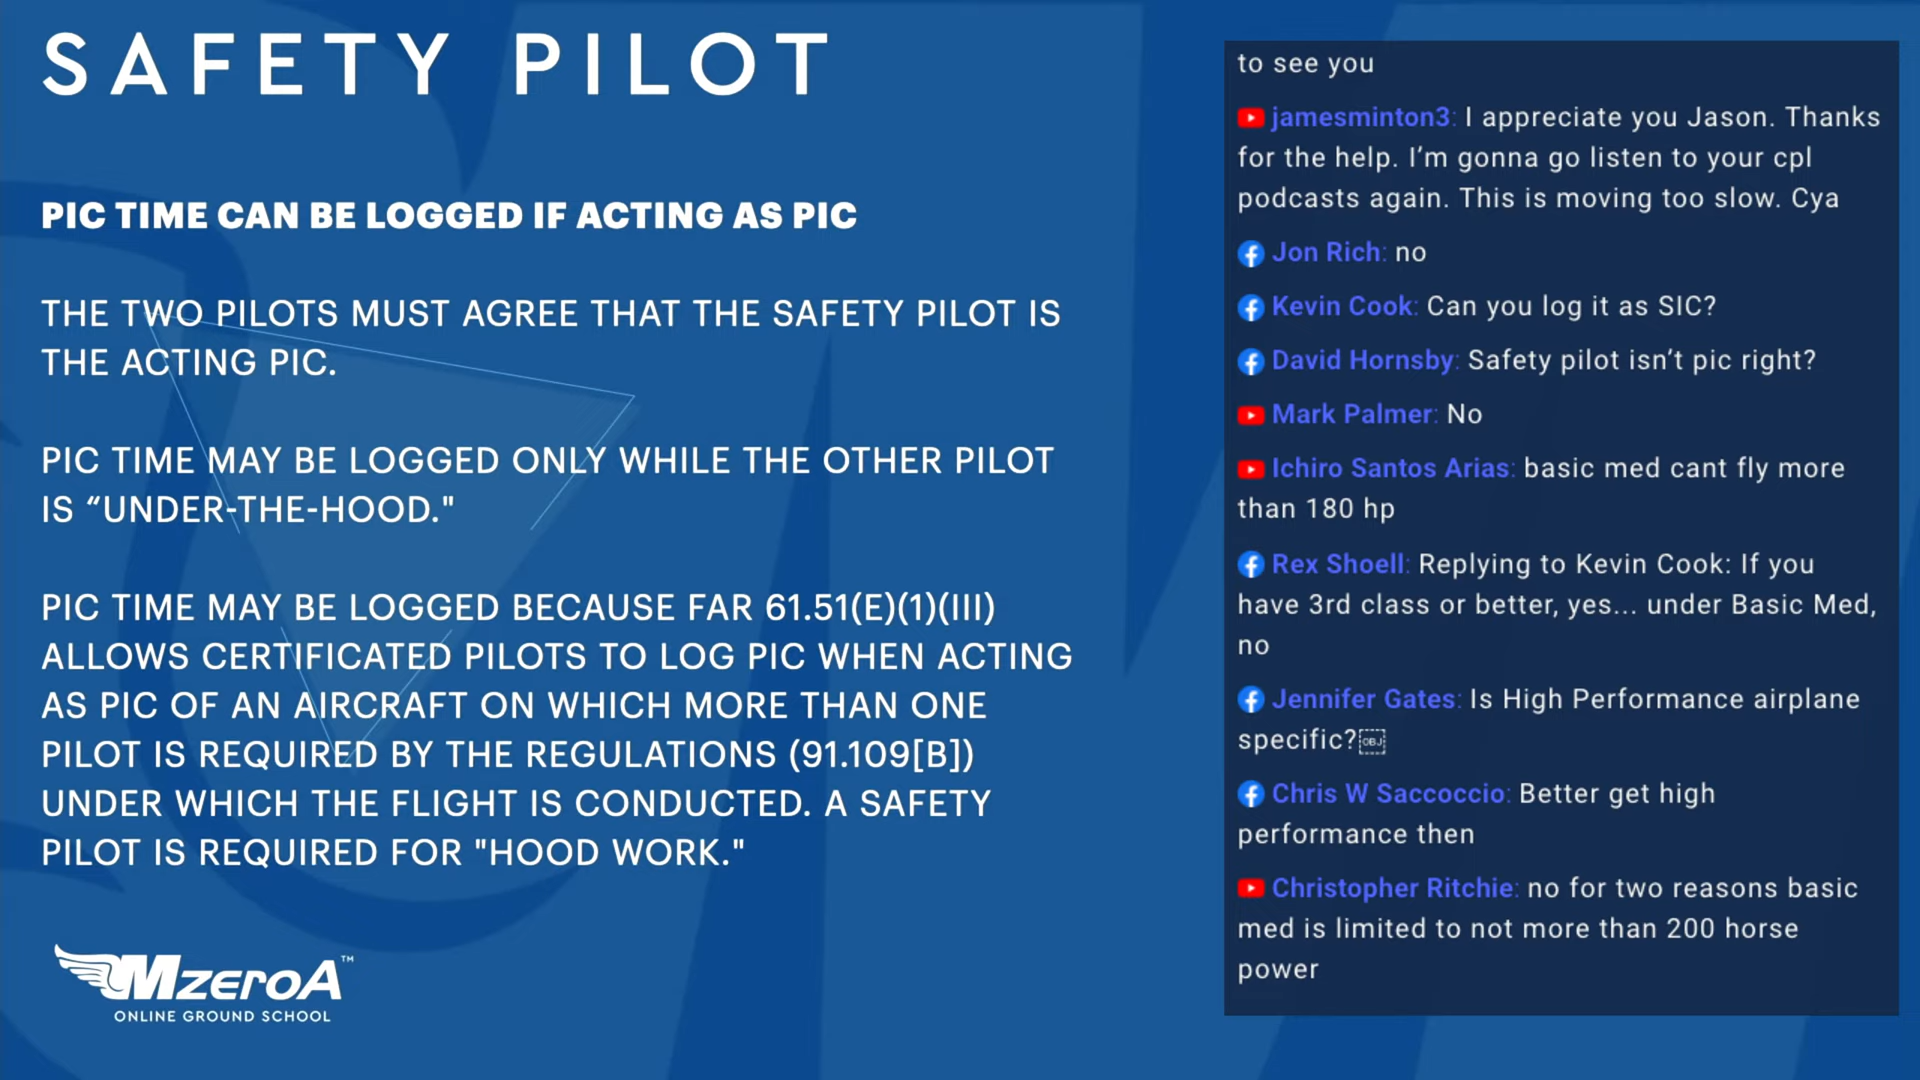 SAFETY PILOT
PIC TIME CAN BE LOGGED IF ACTING AS PIC
THE TWO PILOTS MUST AGREE THAT THE SAFETY PILOT IS
THE ACTING PIC.
PIC TIME MAY BE LOGGED ONLY WHILE THE OTHER PILOT
IS “UNDER-THE-HOOD."
PIC TIME MAY BE LOGGED BECAUSE FAR 61.51(E)(1)(III)
ALLOWS CERTIFICATED PILOTS TO LOG PIC WHEN ACTING
AS PIC OF AN AIRCRAFT ON WHICH MORE THAN ONE
PILOT IS REQUIRED BY THE REGULATIONS (91.109[B])
UNDER WHICH THE FLIGHT IS CONDUCTED. A SAFETY
PILOT IS REQUIRED FOR "HOOD WORK."
MzeroA™
ONLINE GROUND SCHOOL
to see you
jamesminton3: I appreciate you Jason. Thanks
for the help. I’m gonna go listen to your cpl
podcasts again. This is moving too slow. Cya
Jon Rich: no
Kevin Cook: Can you log it as SIC?
David Hornsby: Safety pilot isn’t pic right?
Mark Palmer: No
Ichiro Santos Arias: basic med cant fly more
than 180 hp
Rex Shoell: Replying to Kevin Cook: If you
have 3rd class or better, yes... under Basic Med,
no
Jennifer Gates: Is High Performance airplane
specific?￼
Chris W Saccoccio: Better get high
performance then
Christopher Ritchie: no for two reasons basic
med is limited to not more than 200 horse
power